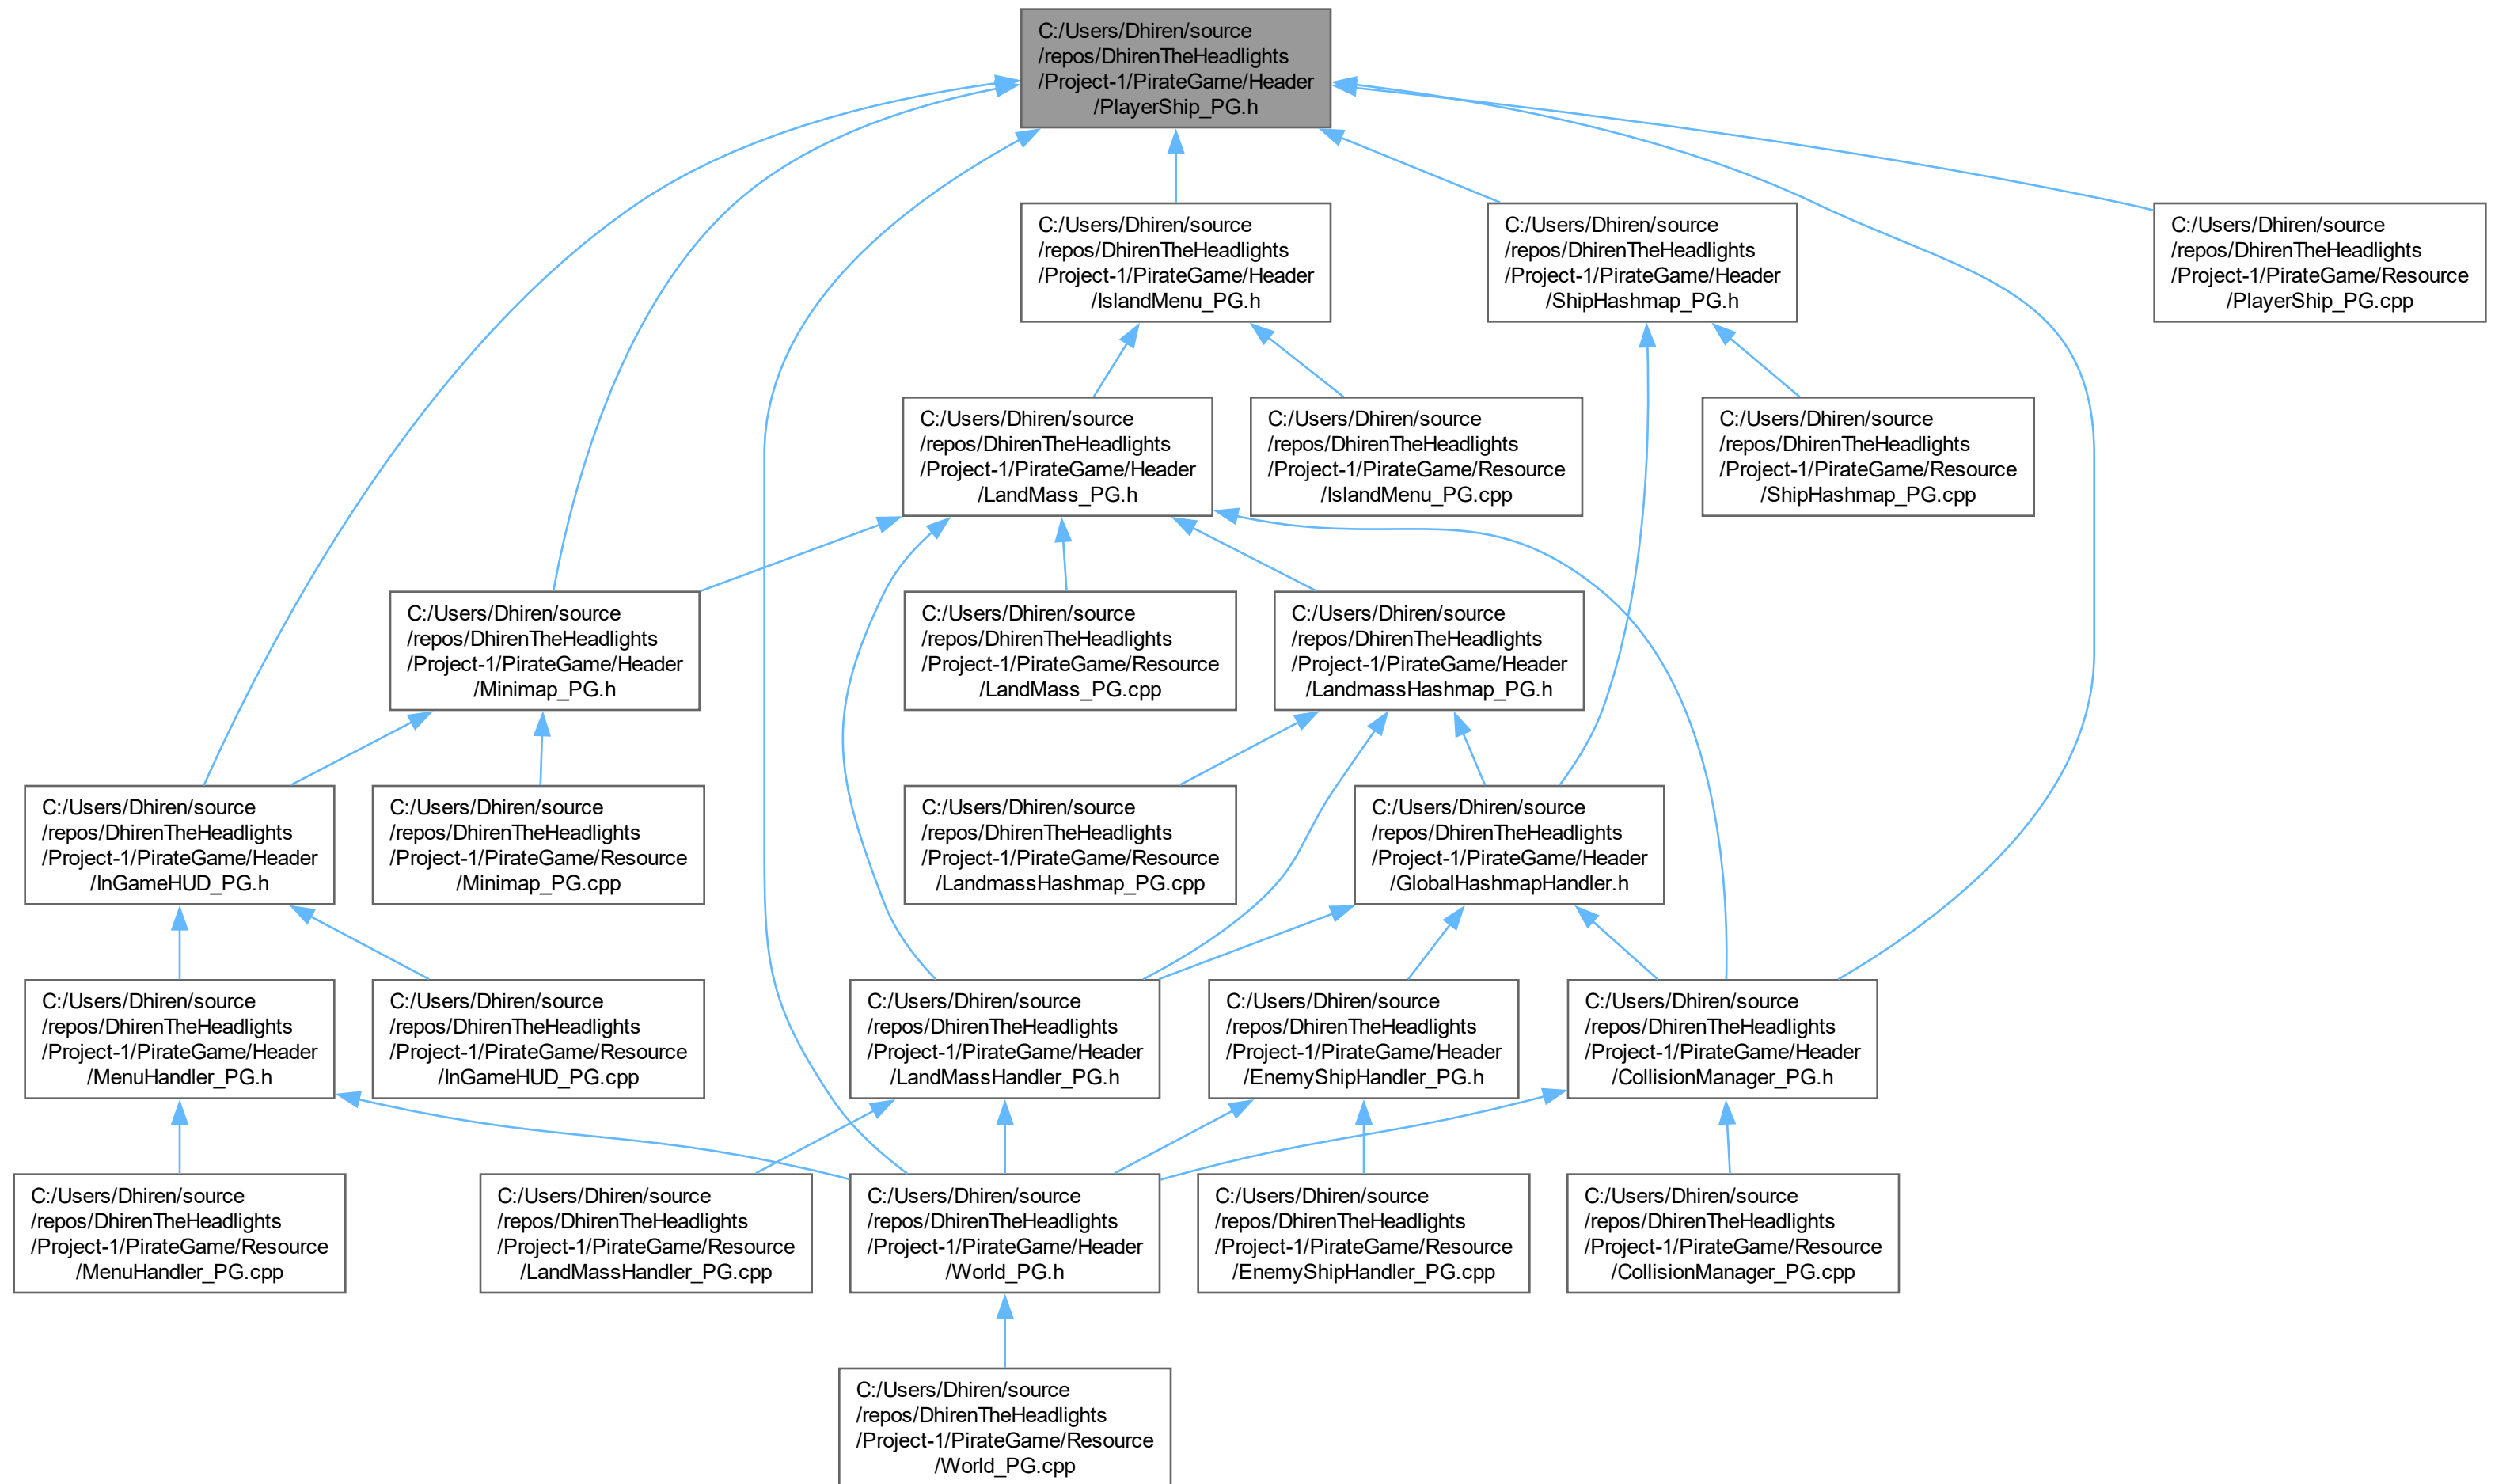 C:/Users/Dhiren/source
/repos/DhirenTheHeadlights
/Project-1/PirateGame/Header
/PlayerShip_PG.h
C:/Users/Dhiren/source
/repos/DhirenTheHeadlights
/Project-1/PirateGame/Header
/IslandMenu_PG.h
C:/Users/Dhiren/source
/repos/DhirenTheHeadlights
/Project-1/PirateGame/Header
/ShipHashmap_PG.h
C:/Users/Dhiren/source
/repos/DhirenTheHeadlights
/Project-1/PirateGame/Resource
/PlayerShip_PG.cpp
C:/Users/Dhiren/source
/repos/DhirenTheHeadlights
/Project-1/PirateGame/Header
/LandMass_PG.h
C:/Users/Dhiren/source
/repos/DhirenTheHeadlights
/Project-1/PirateGame/Resource
/IslandMenu_PG.cpp
C:/Users/Dhiren/source
/repos/DhirenTheHeadlights
/Project-1/PirateGame/Resource
/ShipHashmap_PG.cpp
C:/Users/Dhiren/source
/repos/DhirenTheHeadlights
/Project-1/PirateGame/Header
/Minimap_PG.h
C:/Users/Dhiren/source
/repos/DhirenTheHeadlights
/Project-1/PirateGame/Resource
/LandMass_PG.cpp
C:/Users/Dhiren/source
/repos/DhirenTheHeadlights
/Project-1/PirateGame/Header
/LandmassHashmap_PG.h
C:/Users/Dhiren/source
/repos/DhirenTheHeadlights
/Project-1/PirateGame/Header
/InGameHUD_PG.h
C:/Users/Dhiren/source
/repos/DhirenTheHeadlights
/Project-1/PirateGame/Resource
/Minimap_PG.cpp
C:/Users/Dhiren/source
/repos/DhirenTheHeadlights
/Project-1/PirateGame/Resource
/LandmassHashmap_PG.cpp
C:/Users/Dhiren/source
/repos/DhirenTheHeadlights
/Project-1/PirateGame/Header
/GlobalHashmapHandler.h
C:/Users/Dhiren/source
/repos/DhirenTheHeadlights
/Project-1/PirateGame/Header
/MenuHandler_PG.h
C:/Users/Dhiren/source
/repos/DhirenTheHeadlights
/Project-1/PirateGame/Resource
/InGameHUD_PG.cpp
C:/Users/Dhiren/source
/repos/DhirenTheHeadlights
/Project-1/PirateGame/Header
/LandMassHandler_PG.h
C:/Users/Dhiren/source
/repos/DhirenTheHeadlights
/Project-1/PirateGame/Header
/EnemyShipHandler_PG.h
C:/Users/Dhiren/source
/repos/DhirenTheHeadlights
/Project-1/PirateGame/Header
/CollisionManager_PG.h
C:/Users/Dhiren/source
/repos/DhirenTheHeadlights
/Project-1/PirateGame/Resource
/MenuHandler_PG.cpp
C:/Users/Dhiren/source
/repos/DhirenTheHeadlights
/Project-1/PirateGame/Resource
/LandMassHandler_PG.cpp
C:/Users/Dhiren/source
/repos/DhirenTheHeadlights
/Project-1/PirateGame/Header
/World_PG.h
C:/Users/Dhiren/source
/repos/DhirenTheHeadlights
/Project-1/PirateGame/Resource
/EnemyShipHandler_PG.cpp
C:/Users/Dhiren/source
/repos/DhirenTheHeadlights
/Project-1/PirateGame/Resource
/CollisionManager_PG.cpp
C:/Users/Dhiren/source
/repos/DhirenTheHeadlights
/Project-1/PirateGame/Resource
/World_PG.cpp